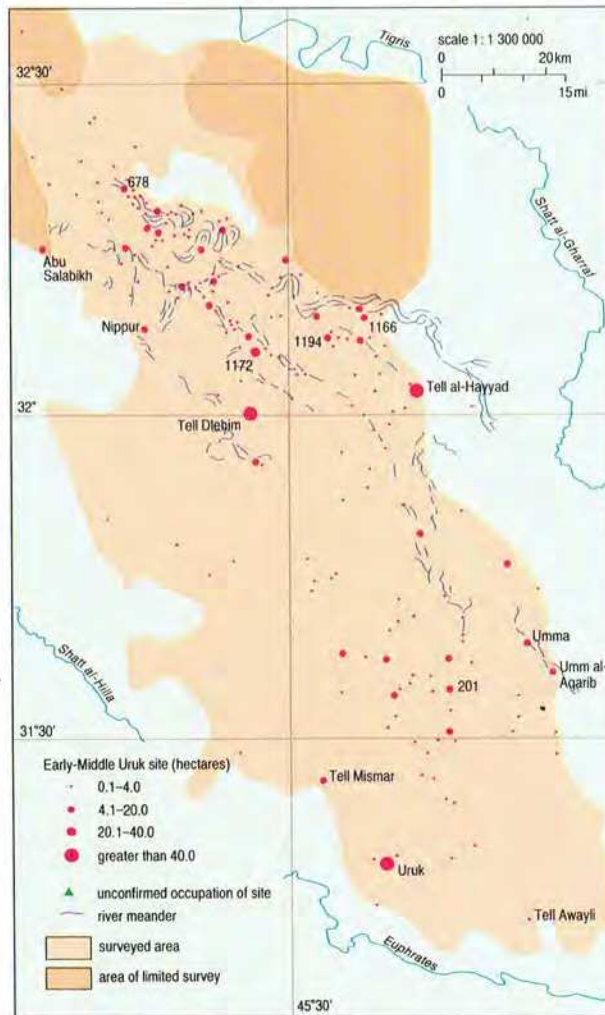 Tigris
scale 1: 1 300 000
0 20 km
0 15 mi
32°30'
Shatt al-Gharraf
678
Abu
Salabikh
Nippur
1166
1194
1172
Tell al-Hayyad
32°
Tell Dlehim
Shatt al-Hilla
Umma
Umm al-
Aqarib
201
31°30'
Early-Middle Uruk site (hectares)
0.1–4.0
4.1–20.0
20.1–40.0
greater than 40.0
unconfirmed occupation of site
river meander
surveyed area
area of limited survey
Tell Mismar
Uruk
Tell Awayli
Euphrates
45°30'